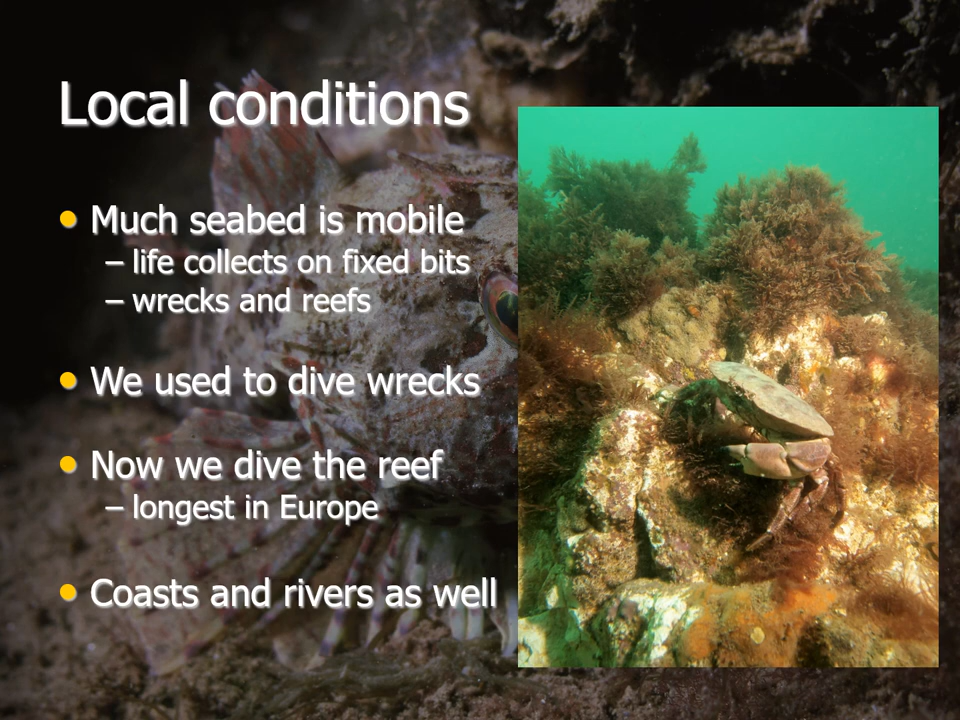 Local conditions
• Much seabed is mobile
– life collects on fixed bits
– wrecks and reefs
• We used to dive wrecks
• Now we dive the reef
– longest in Europe
• Coasts and rivers as well